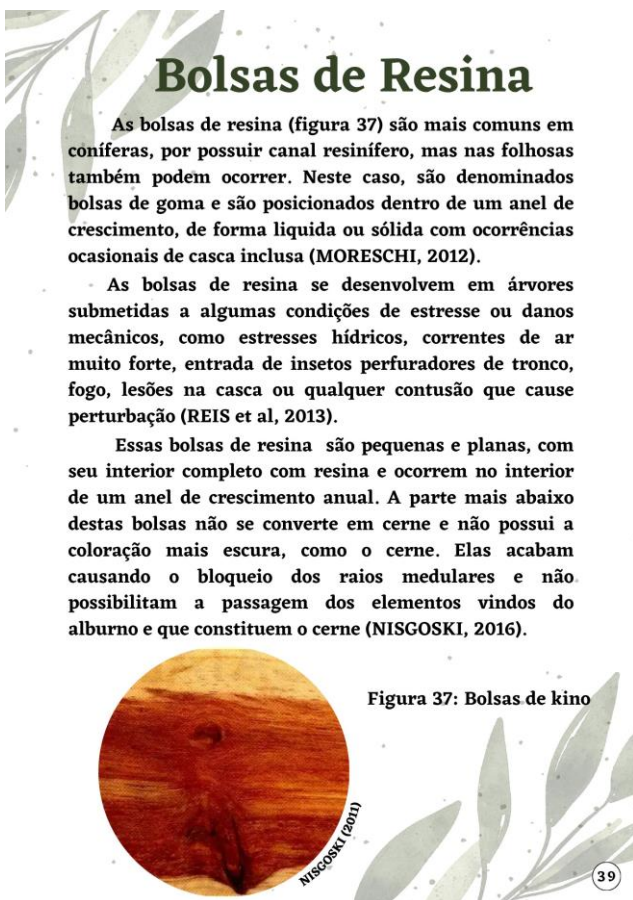 Bolsas de Resina
As bolsas de resina (figura 37) são mais comuns em
coníferas, por possuir canal resinífero, mas nas folhosas
também podem ocorrer. Neste caso, são denominados
bolsas de goma e são posicionados dentro de um anel de
crescimento, de forma liquida ou sólida com ocorrências
ocasionais de casca inclusa (MORESCHI, 2012).
As bolsas de resina se desenvolvem em árvores
submetidas a algumas condições de estresse ou danos
mecânicos, como estresses hídricos, correntes de ar
muito forte, entrada de insetos perfuradores de tronco,
fogo, lesões na casca ou qualquer contusão que cause
perturbação (REIS et al, 2013).
Essas bolsas de resina são pequenas e planas, com
seu interior completo com resina e ocorrem no interior
de um anel de crescimento anual. A parte mais abaixo
destas bolsas não se converte em cerne e não possui a
coloração mais escura, como o cerne. Elas acabam
causando o bloqueio dos raios medulares e não
possibilitam a passagem dos elementos vindos do
alburno e que constituem o cerne (NISGOSKI, 2016).
Figura 37: Bolsas de kino
NISGOSKI (2011)
39